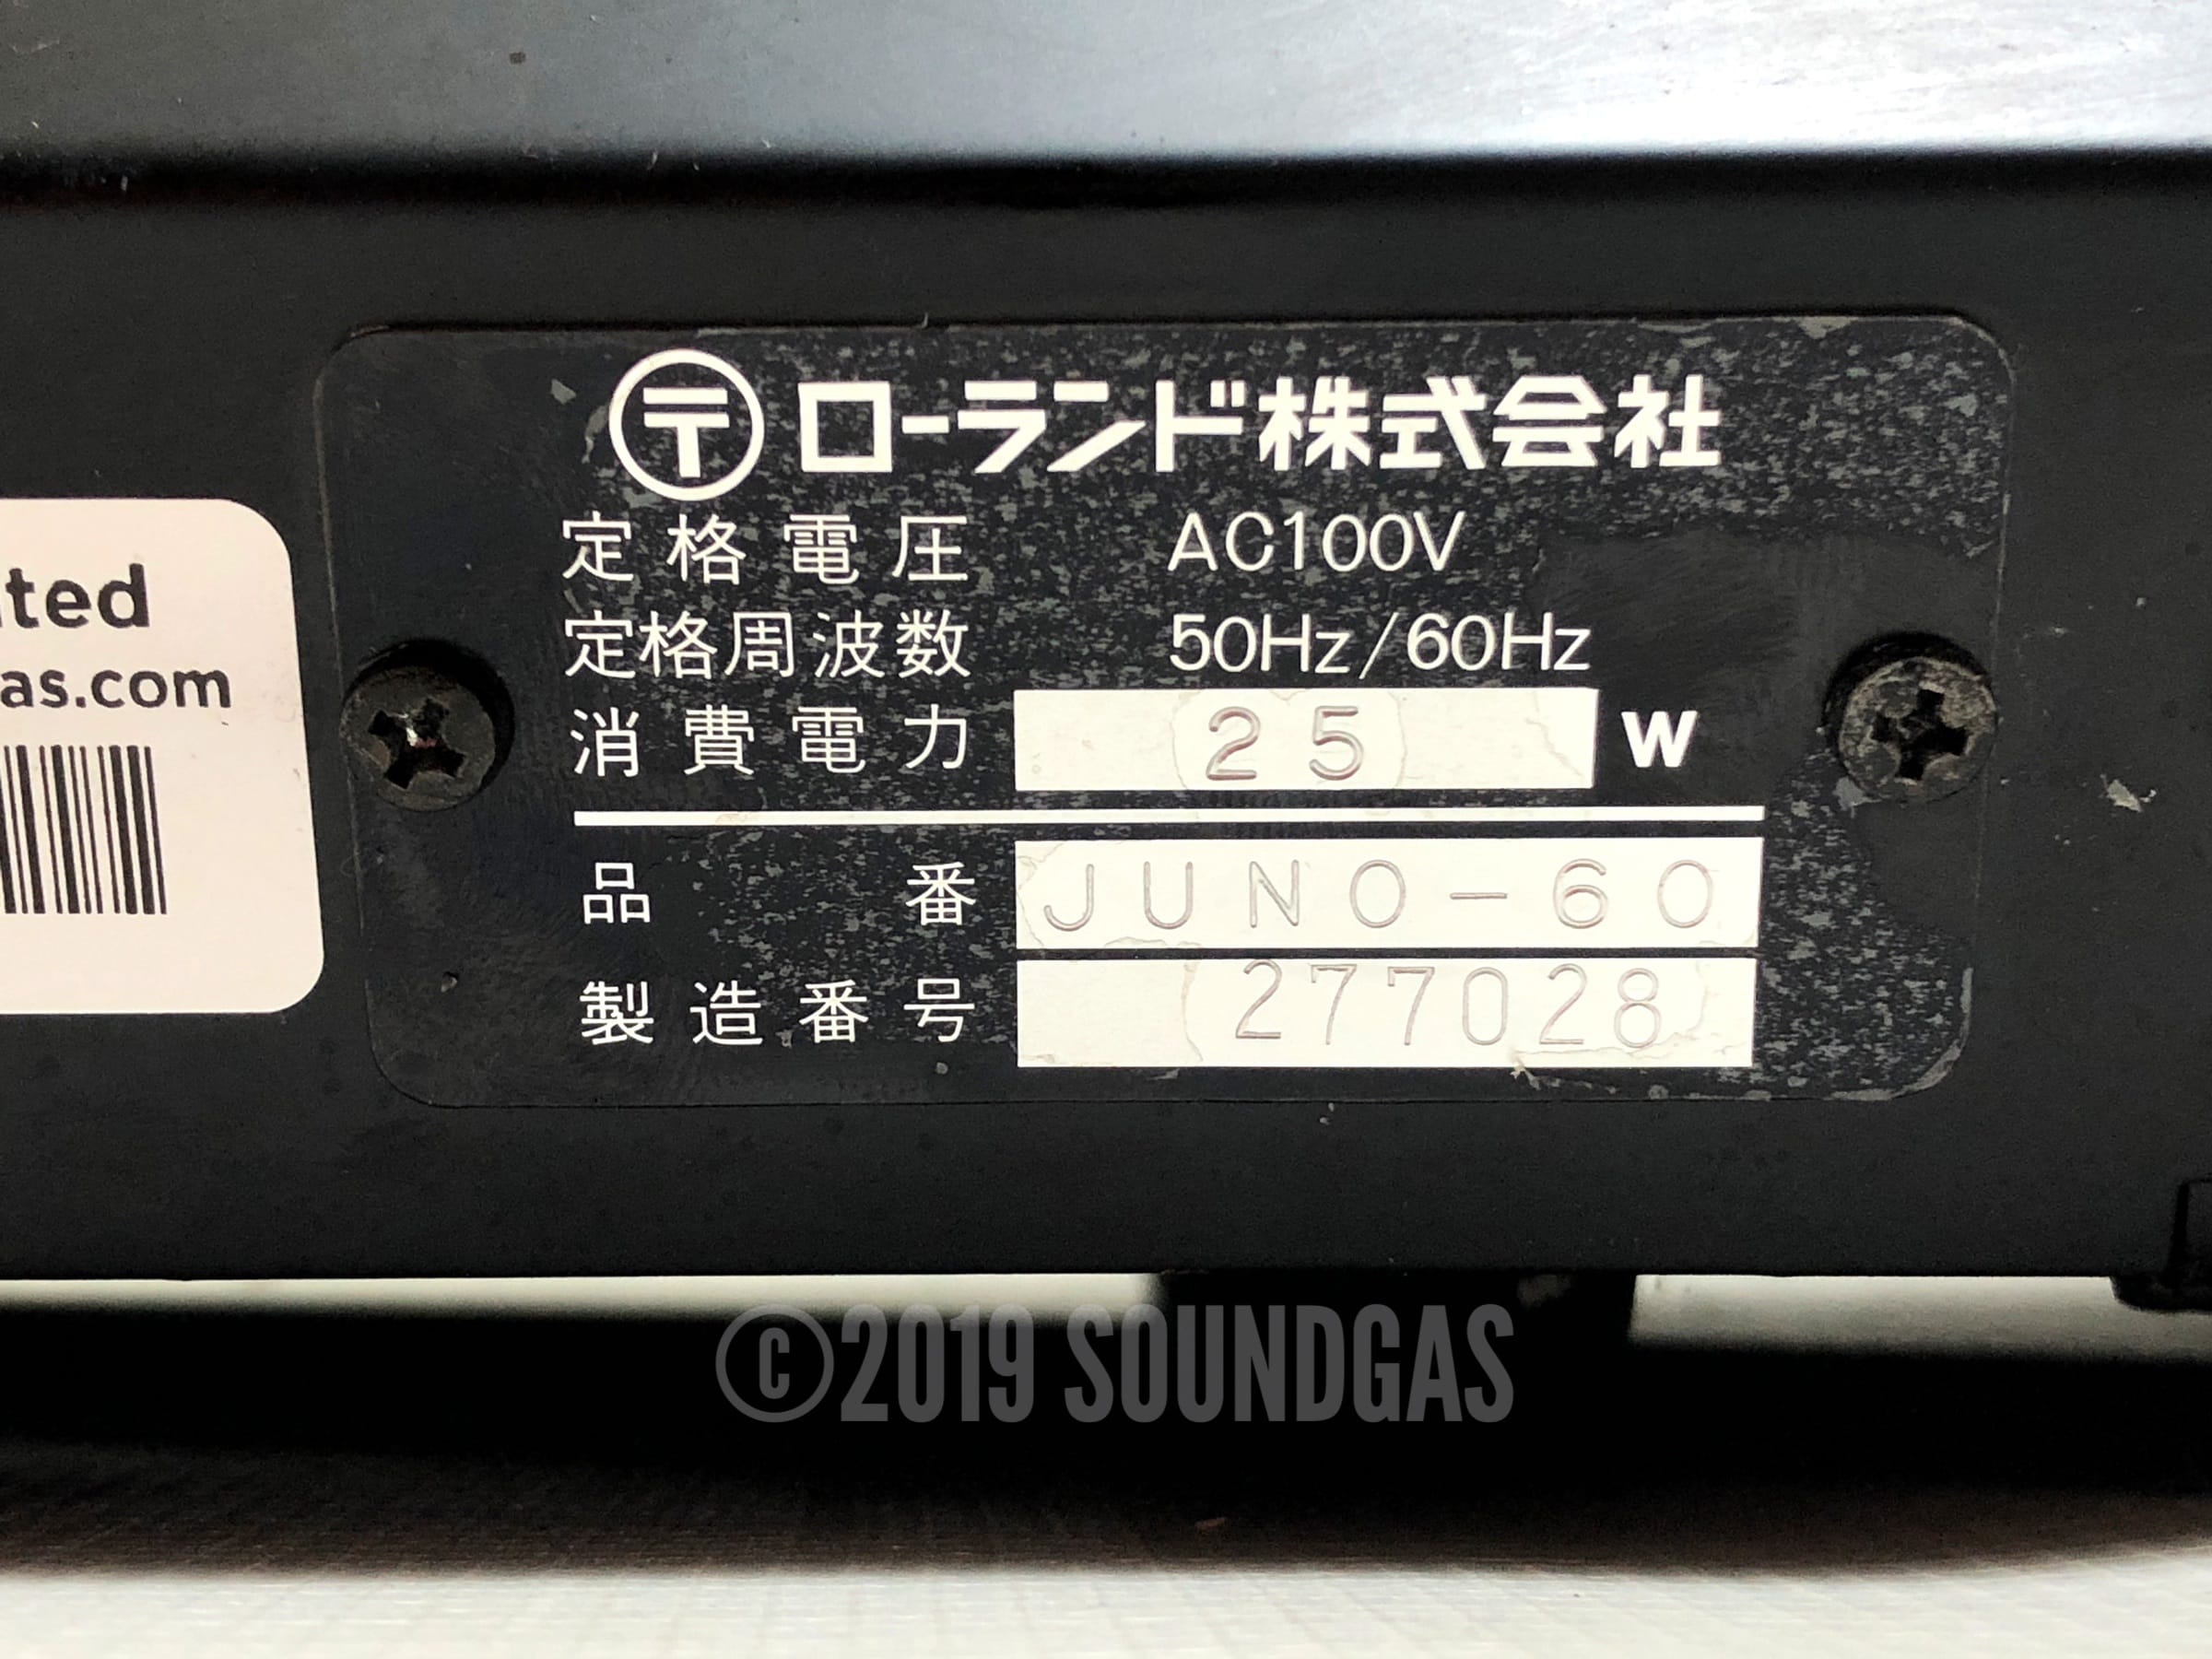 〒 ローランド株式会社
定格電圧 AC100V
定格周波数 50Hz/60Hz
消費電力 25 W
品番 JUNO-60
製造番号 277028
ted
as.com
©2019 SOUNDGAS